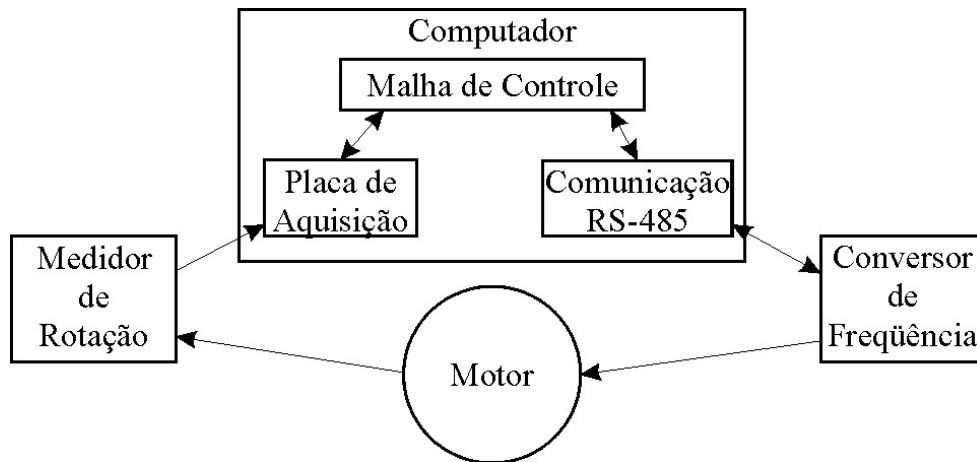 Computador
Malha de Controle
Placa de
Aquisição
Comunicação
RS-485
Medidor
de
Rotação
Motor
Conversor
de
Freqüência